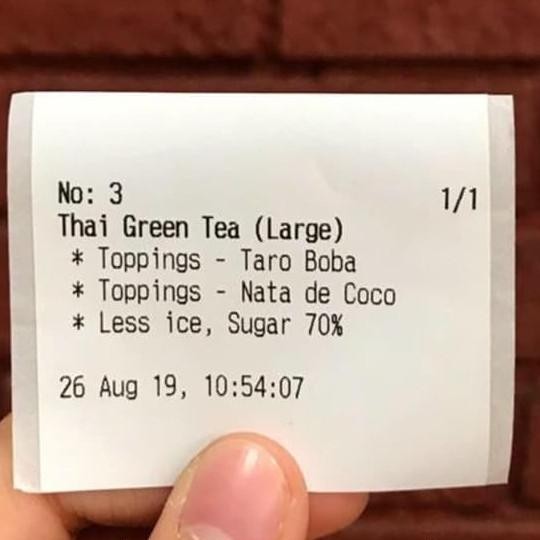 No: 3 1/1
Thai Green Tea (Large)
* Toppings - Taro Boba
* Toppings - Nata de Coco
* Less ice, Sugar 70%
26 Aug 19, 10:54:07